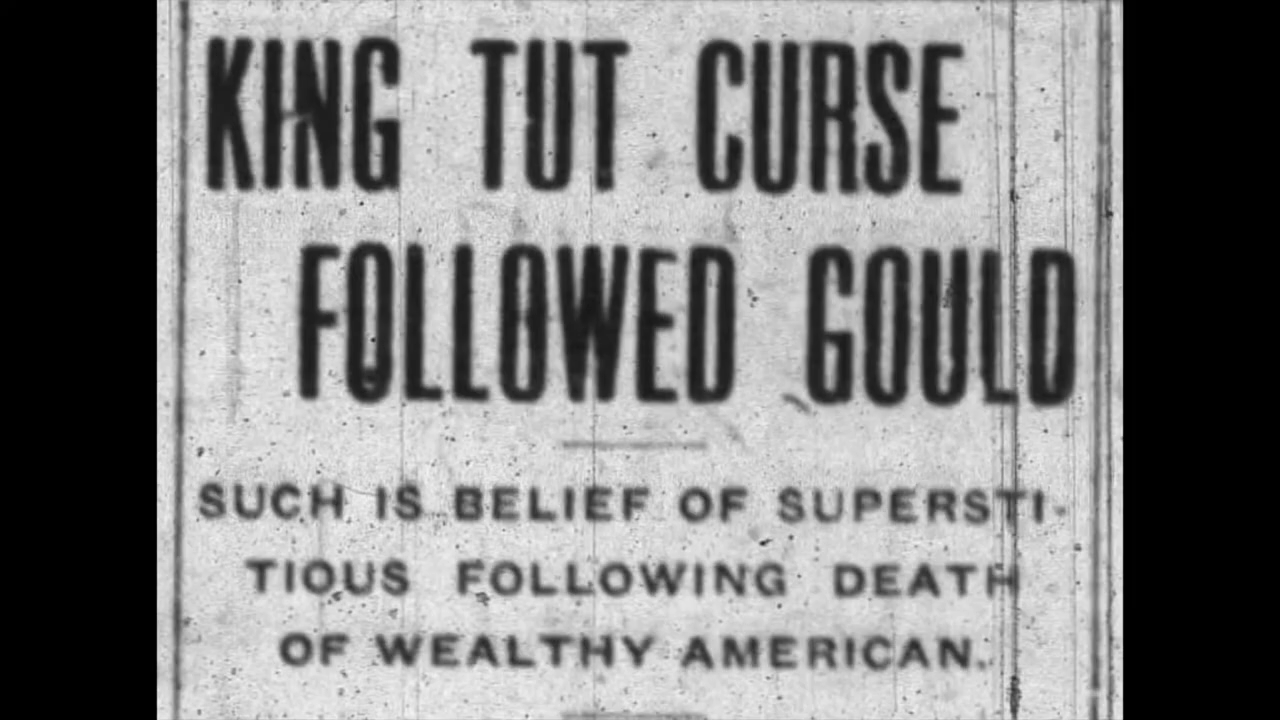 KING TUT CURSE
FOLLOWED GOULD
SUCH IS BELIEF OF SUPERSTI-
TIOUS FOLLOWING DEATH
OF WEALTHY AMERICAN.